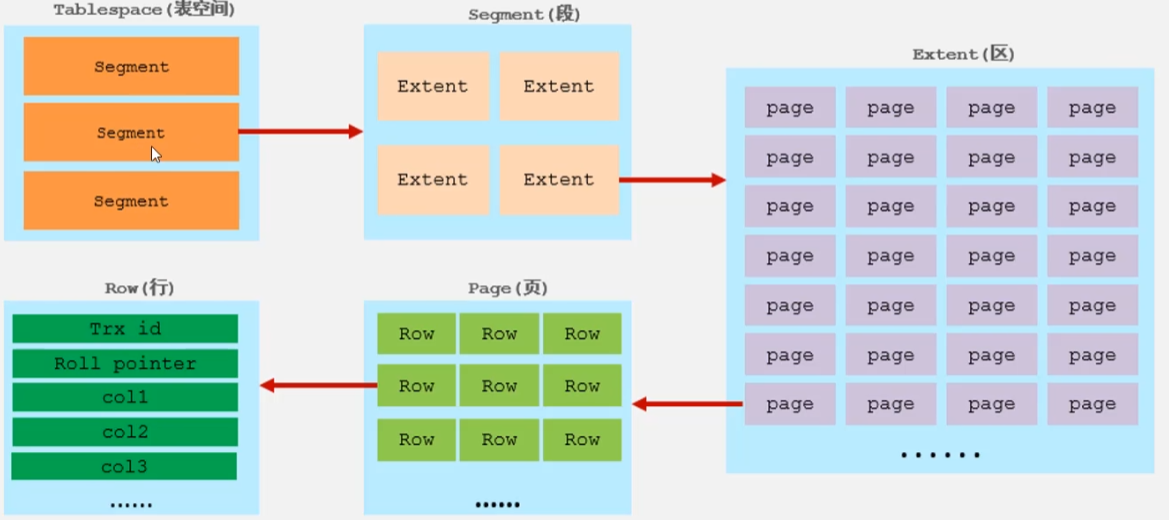 Tablespace(表空间)
Segment
Segment
Segment
Segment(段)
Extent Extent
Extent Extent
Extent(区)
page page page page
page page page page
page page page page
page page page page
page page page page
page page page page
page page page page
......
Page(页)
Row Row Row
Row Row Row
Row Row Row
......
Row(行)
Trx id
Roll pointer
col1
col2
col3
......